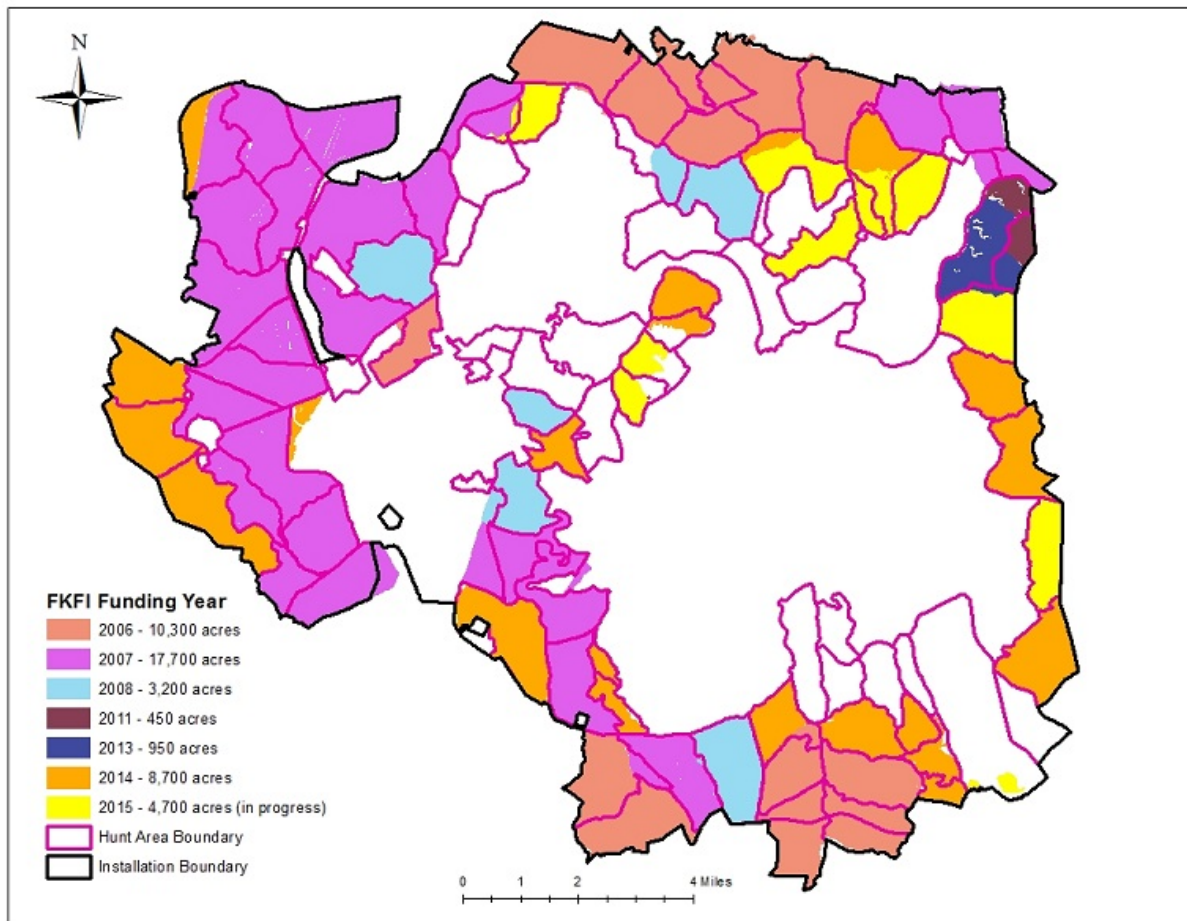 N
FKFI Funding Year
2006 - 10,300 acres
2007 - 17,700 acres
2008 - 3,200 acres
2011 - 450 acres
2013 - 950 acres
2014 - 8,700 acres
2015 - 4,700 acres (in progress)
Hunt Area Boundary
Installation Boundary
0 1 2 4 Miles